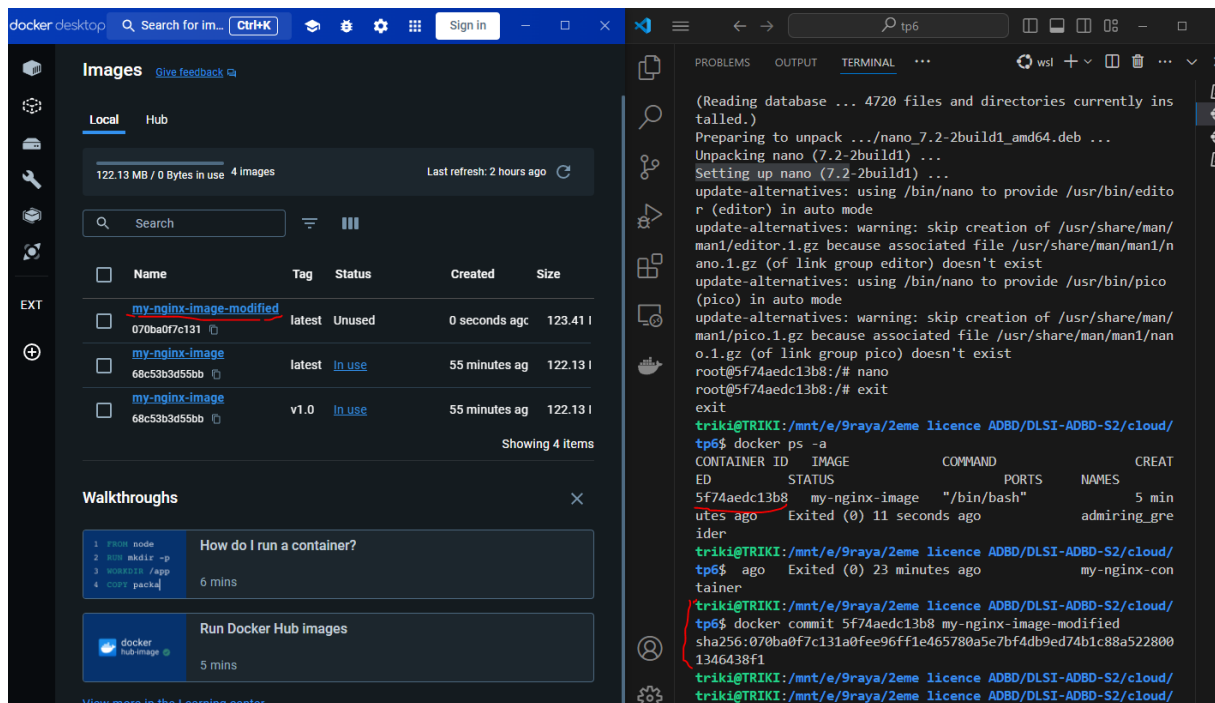 docker desktop Search for im... Ctrl+K Sign in
Images Give feedback
Local Hub
122.13 MB / 0 Bytes in use 4 images Last refresh: 2 hours ago
Search
Name Tag Status Created Size
my-nginx-image-modified
070ba0f7c131
latest Unused 0 seconds agc 123.41 I
my-nginx-image
68c53b3d55bb
latest In use 55 minutes ag 122.13 I
my-nginx-image
68c53b3d55bb
v1.0 In use 55 minutes ag 122.13 I
Showing 4 items
EXT
Walkthroughs
1 FROM node
2 RUN mkdir -p
3 WORKDIR /app
4 COPY packa
How do I run a container?
6 mins
docker
hub-image
Run Docker Hub images
5 mins
View more in the Learning center
tp6
PROBLEMS OUTPUT TERMINAL ... wsl
(Reading database ... 4720 files and directories currently ins
talled.)
Preparing to unpack .../nano_7.2-2build1_amd64.deb ...
Unpacking nano (7.2-2build1) ...
Setting up nano (7.2-2build1) ...
update-alternatives: using /bin/nano to provide /usr/bin/edito
r (editor) in auto mode
update-alternatives: warning: skip creation of /usr/share/man/
man1/editor.1.gz because associated file /usr/share/man/man1/n
ano.1.gz (of link group editor) doesn't exist
update-alternatives: using /bin/nano to provide /usr/bin/pico
(pico) in auto mode
update-alternatives: warning: skip creation of /usr/share/man/
man1/pico.1.gz because associated file /usr/share/man/man1/nan
o.1.gz (of link group pico) doesn't exist
root@5f74aedc13b8:/# nano
root@5f74aedc13b8:/# exit
exit
triki@TRIKI:/mnt/e/9raya/2eme licence ADBD/DLSI-ADBD-S2/cloud/
tp6$ docker ps -a
CONTAINER ID IMAGE COMMAND CREAT
ED STATUS PORTS NAMES
5f74aedc13b8 my-nginx-image "/bin/bash" 5 min
utes ago Exited (0) 11 seconds ago admiring_gre
ider
triki@TRIKI:/mnt/e/9raya/2eme licence ADBD/DLSI-ADBD-S2/cloud/
tp6$ ago Exited (0) 23 minutes ago my-nginx-con
tainer
triki@TRIKI:/mnt/e/9raya/2eme licence ADBD/DLSI-ADBD-S2/cloud/
tp6$ docker commit 5f74aedc13b8 my-nginx-image-modified
sha256:070ba0f7c131a0fee96ff1e465780a5e7bf4db9ed74b1c88a522800
1346438f1
triki@TRIKI:/mnt/e/9raya/2eme licence ADBD/DLSI-ADBD-S2/cloud/
triki@TRIKI:/mnt/e/9raya/2eme licence ADBD/DLSI-ADBD-S2/cloud/